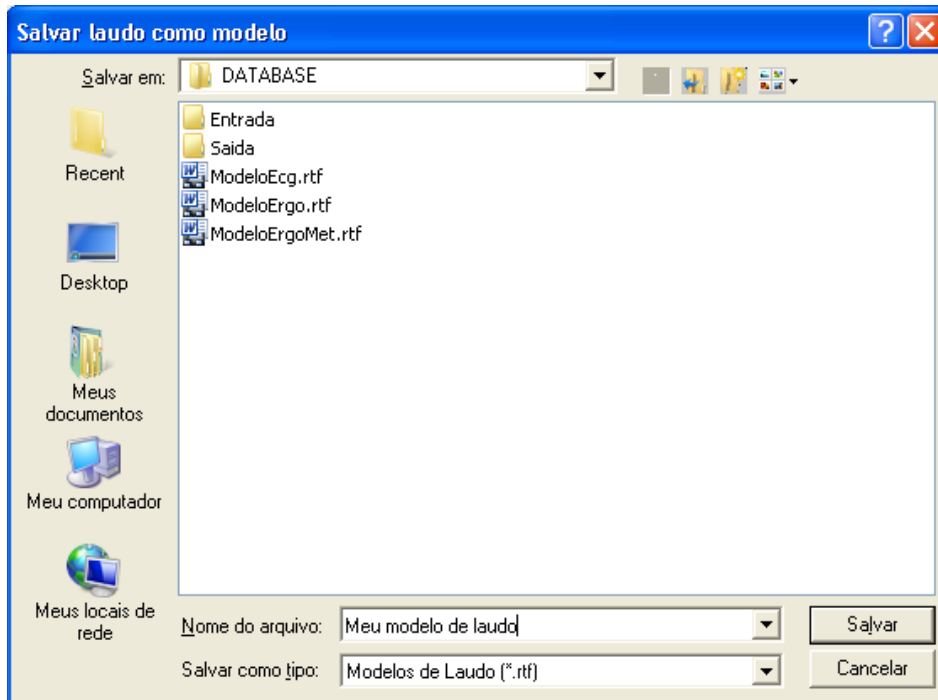 Salvar laudo como modelo
Salvar em:
DATABASE
Recent
Desktop
Meus
documentos
Meu computador
Meus locais de
rede
Entrada
Saida
ModeloEcg.rtf
ModeloErgo.rtf
ModeloErgoMet.rtf
Nome do arquivo:
Meu modelo de laudo
Salvar
Salvar como tipo:
Modelos de Laudo (*.rtf)
Cancelar